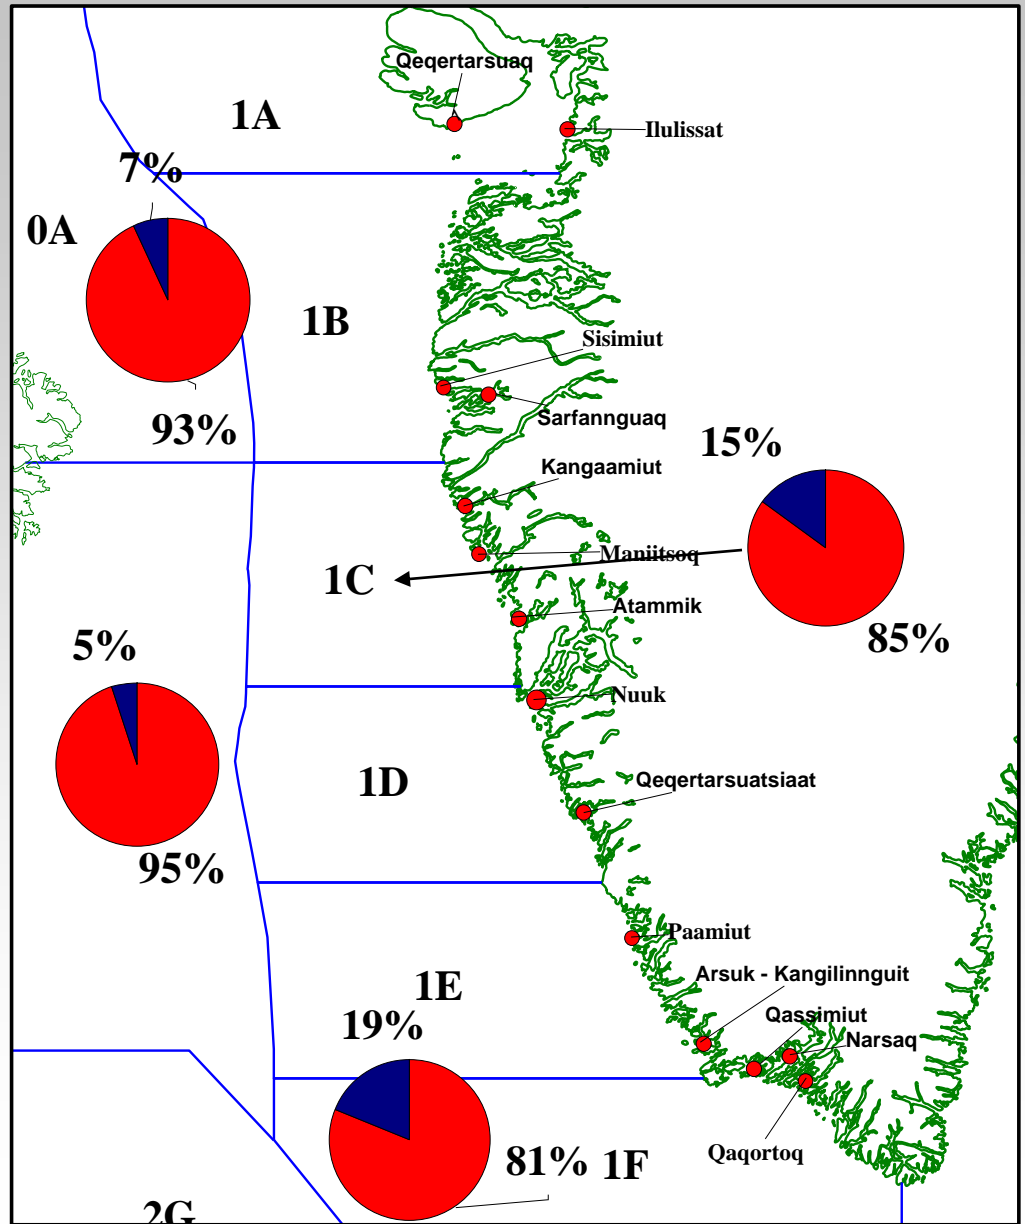 Qeqertarsuaq
1A
Ilulissat
7%
0A
1B
Sisimiut
Sarfannguaq
93%
15%
Kangaamiut
Maniitsoq
1C
Atammik
85%
5%
Nuuk
1D
Qeqertarsuatsiaat
95%
Paamiut
Arsuk - Kangilinnguit
1E
Qassimiut
19%
Narsaq
Qaqortoq
81%
1F
2G